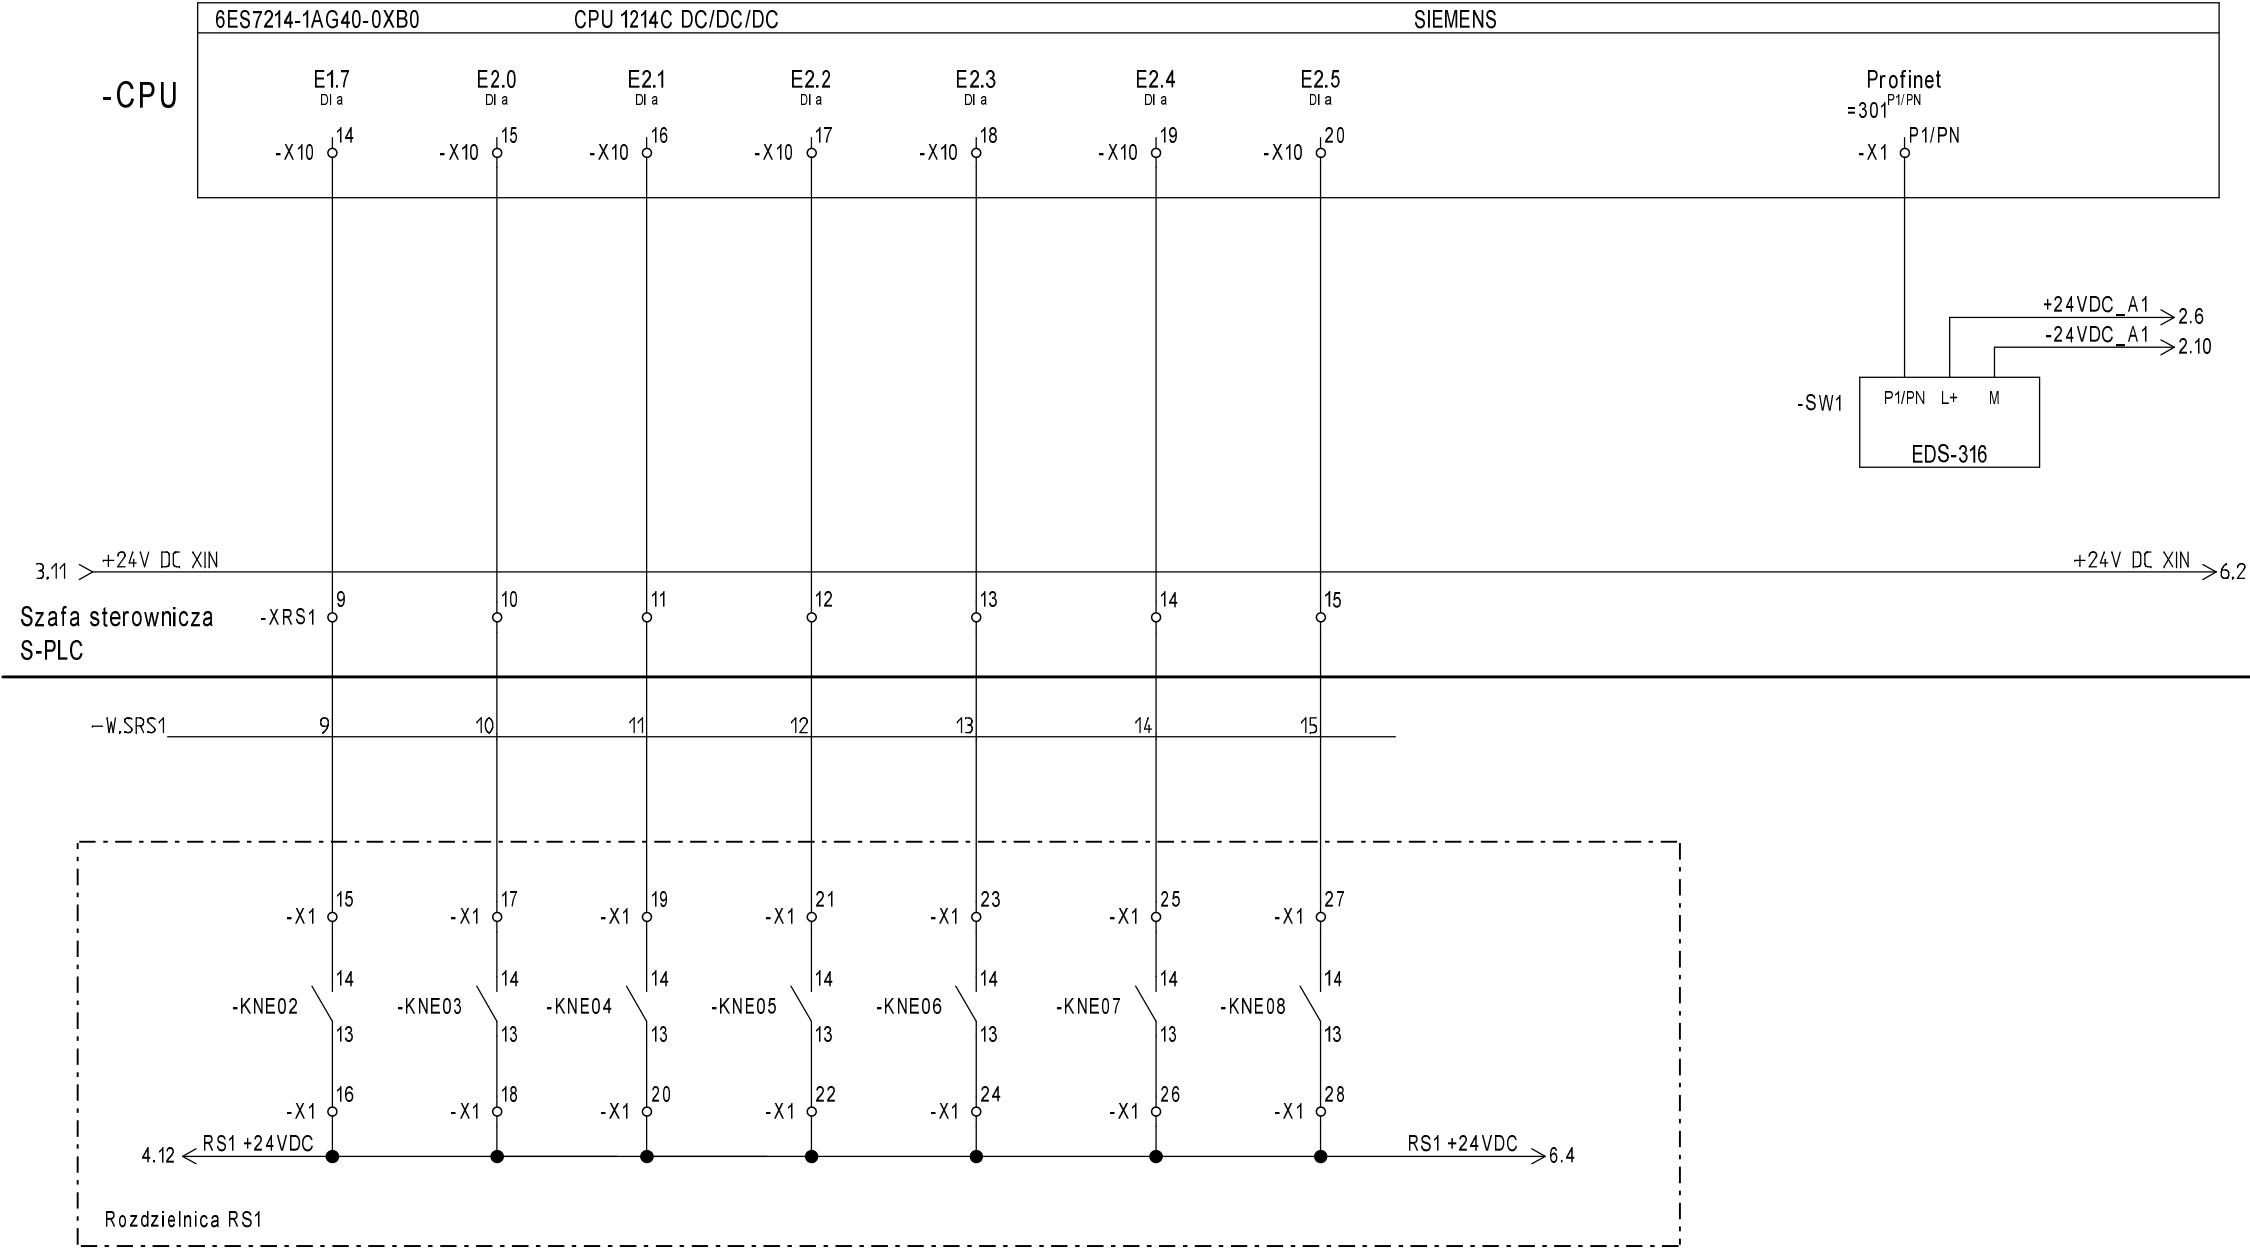 6ES7214-1AG40-0XB0 CPU 1214C DC/DC/DC SIEMENS
-CPU
E1.7 E2.0 E2.1 E2.2 E2.3 E2.4 E2.5 Profinet
DI a DI a DI a DI a DI a DI a DI a P1/PN
=301
14 15 16 17 18 19 20 P1/PN
-X10 -X10 -X10 -X10 -X10 -X10 -X10 -X1
+24VDC_A1 2.6
-24VDC_A1 2.10
-SW1 P1/PN L+ M
EDS-316
3.11 +24V DC XIN +24V DC XIN 6.2
9 10 11 12 13 14 15
Szafa sterownicza -XRS1
S-PLC
-W.SRS1 9 10 11 12 13 14 15
15 17 19 21 23 25 27
-X1 -X1 -X1 -X1 -X1 -X1 -X1
14 14 14 14 14 14 14
-KNE02 -KNE03 -KNE04 -KNE05 -KNE06 -KNE07 -KNE08
13 13 13 13 13 13 13
16 18 20 22 24 26 28
-X1 -X1 -X1 -X1 -X1 -X1 -X1
4.12 RS1 +24VDC RS1 +24VDC 6.4
Rozdzielnica RS1